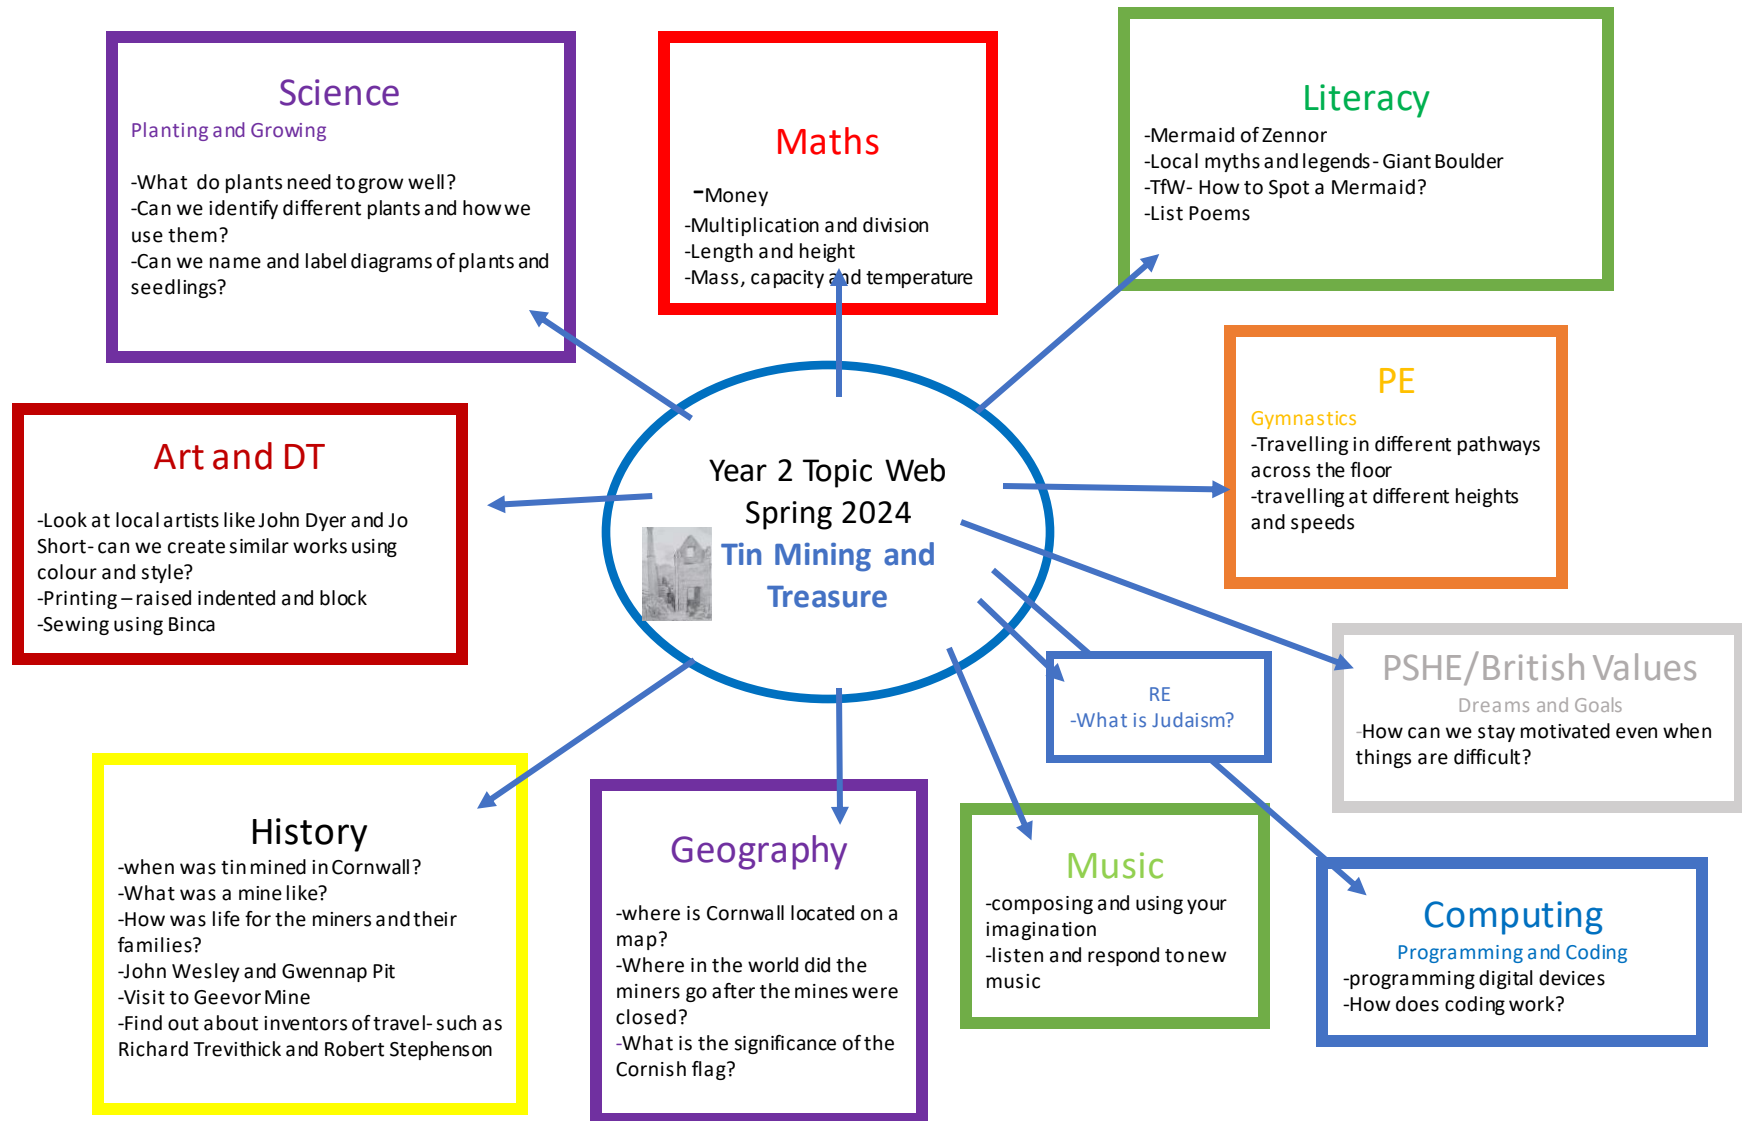 Science
Planting and Growing
-What do plants need to grow well?
-Can we identify different plants and how we
use them?
-Can we name and label diagrams of plants and
seedlings?
Maths
-Money
-Multiplication and division
-Length and height
-Mass, capacity and temperature
Literacy
-Mermaid of Zennor
-Local myths and legends- Giant Boulder
-TfW- How to Spot a Mermaid?
-List Poems
PE
Gymnastics
-Travelling in different pathways
across the floor
-travelling at different heights
and speeds
Art and DT
-Look at local artists like John Dyer and Jo
Short- can we create similar works using
colour and style?
-Printing – raised indented and block
-Sewing using Binca
Year 2 Topic Web
Spring 2024
Tin Mining and
Treasure
PSHE/British Values
Dreams and Goals
-How can we stay motivated even when
things are difficult?
RE
-What is Judaism?
History
-when was tin mined in Cornwall?
-What was a mine like?
-How was life for the miners and their
families?
-John Wesley and Gwennap Pit
-Visit to Geevor Mine
-Find out about inventors of travel- such as
Richard Trevithick and Robert Stephenson
Geography
-where is Cornwall located on a
map?
-Where in the world did the
miners go after the mines were
closed?
-What is the significance of the
Cornish flag?
Music
-composing and using your
imagination
-listen and respond to new
music
Computing
Programming and Coding
-programming digital devices
-How does coding work?